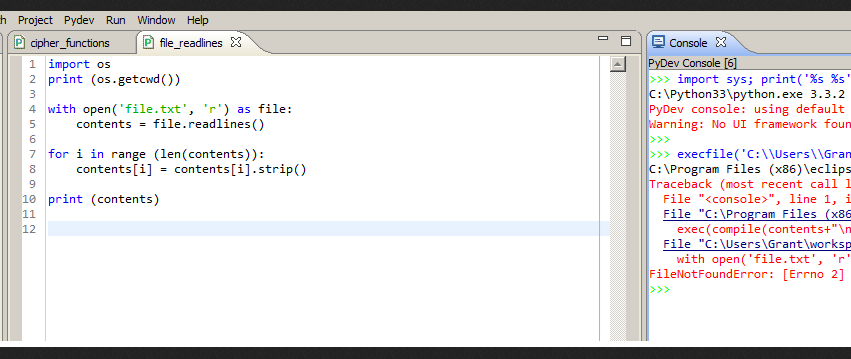 h Project Pydev Run Window Help
cipher_functions file_readlines
1 import os
2 print (os.getcwd())
3
4 with open('file.txt', 'r') as file:
5 contents = file.readlines()
6
7 for i in range (len(contents)):
8 contents[i] = contents[i].strip()
9
10 print (contents)
11
12
Console
PyDev Console [6]
>>> import sys; print('%s %s'
C:\Python33\python.exe 3.3.2
PyDev console: using default
Warning: No UI framework foun
>>>
>>> execfile('C:\\Users\\Grant
C:\Program Files (x86)\eclips
Traceback (most recent call l
File "<console>", line 1, i
File "C:\Program Files (x86
exec(compile(contents+"\n
File "C:\Users\Grant\worksp
with open('file.txt', 'r'
FileNotFoundError: [Errno 2]
>>>